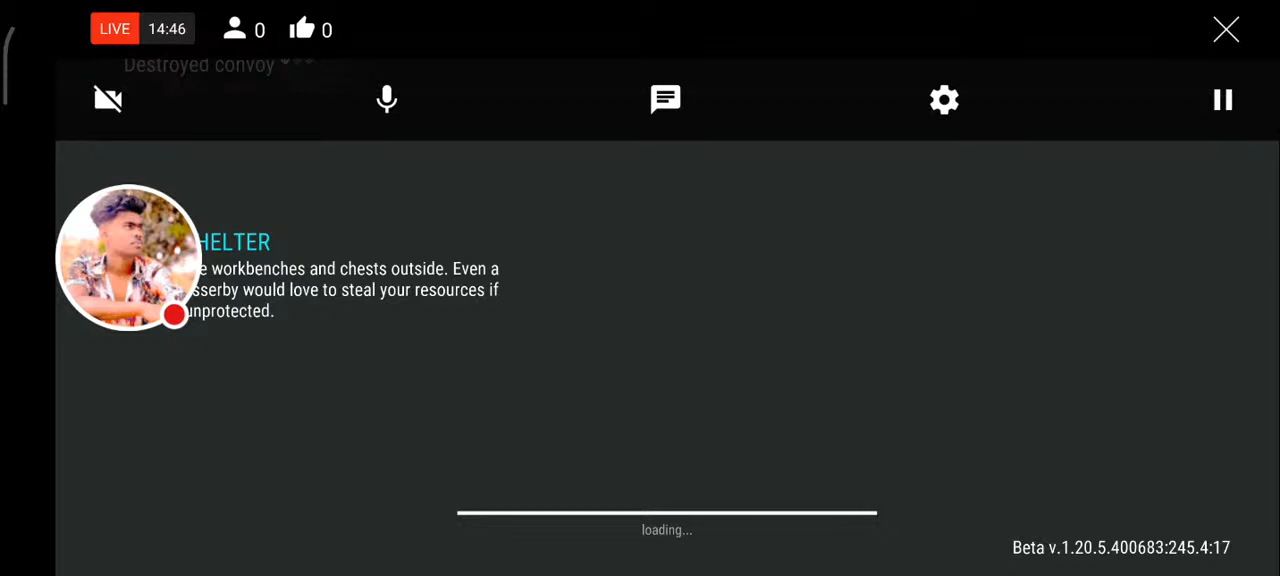 LIVE 14:46 0 0
Destroyed convoy
HELTER
e workbenches and chests outside. Even a
sserby would love to steal your resources if
unprotected.
loading...
Beta v.1.20.5.400683:245.4:17